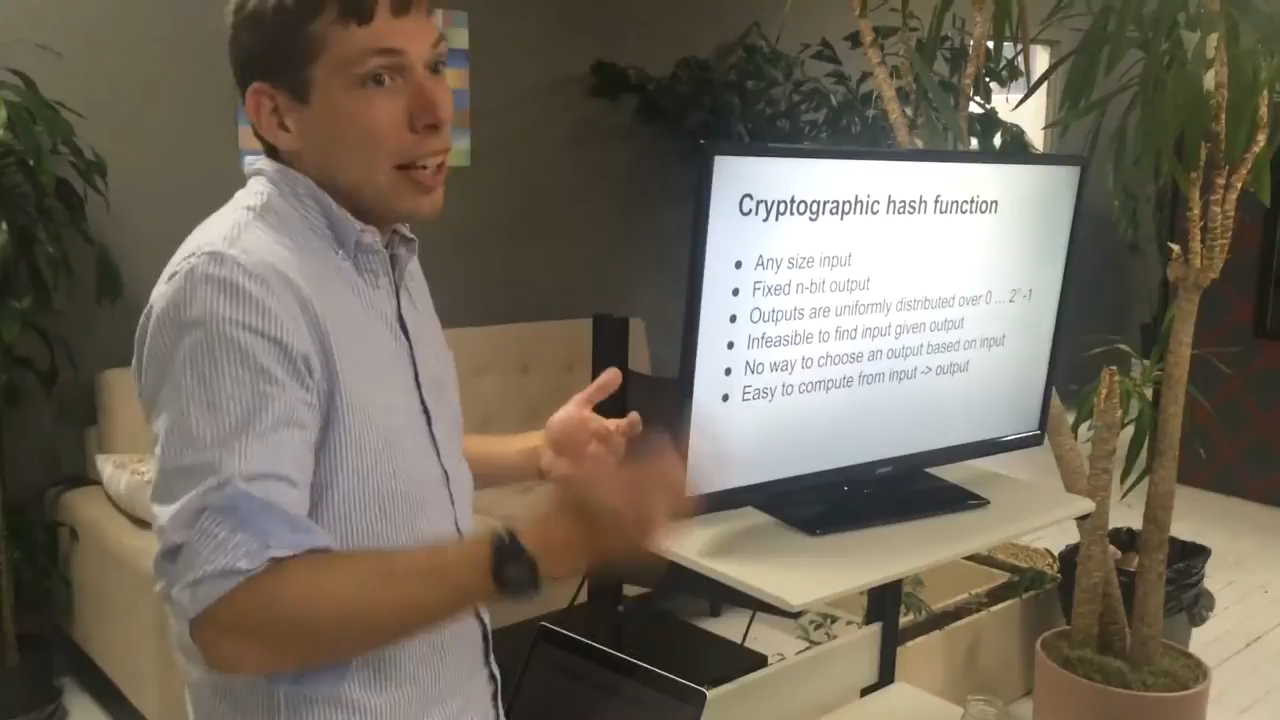 Cryptographic hash function
● Any size input
● Fixed n-bit output
● Outputs are uniformly distributed over 0 ... 2ⁿ-1
● Infeasible to find input given output
● No way to choose an output based on input
● Easy to compute from input -> output